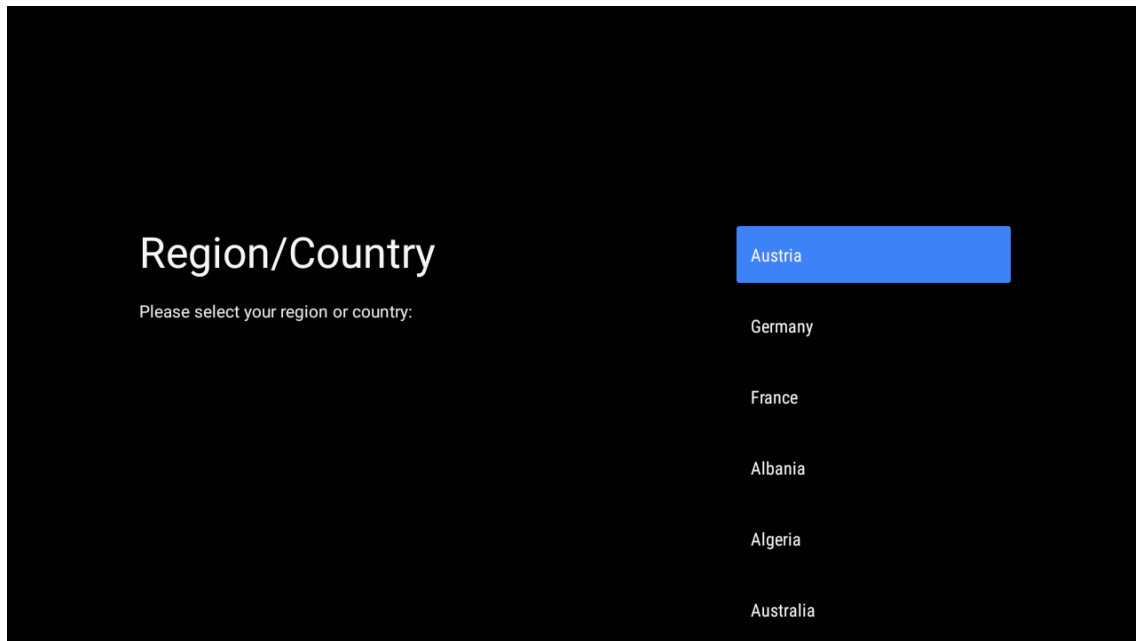 Region/Country
Please select your region or country:
Austria
Germany
France
Albania
Algeria
Australia